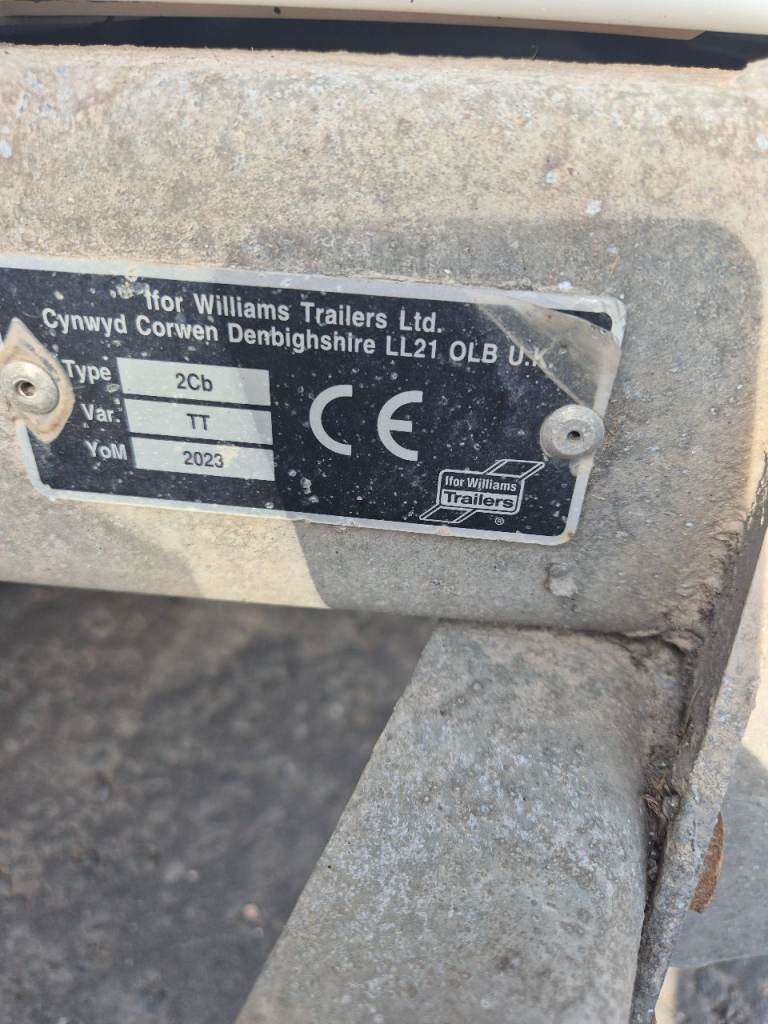 Ifor Williams Trailers Ltd.
Cynwyd Corwen Denbighshire LL21 OLB U.K.
Type 2Cb
Var. TT
YoM 2023
CE
Ifor Williams
Trailers
®